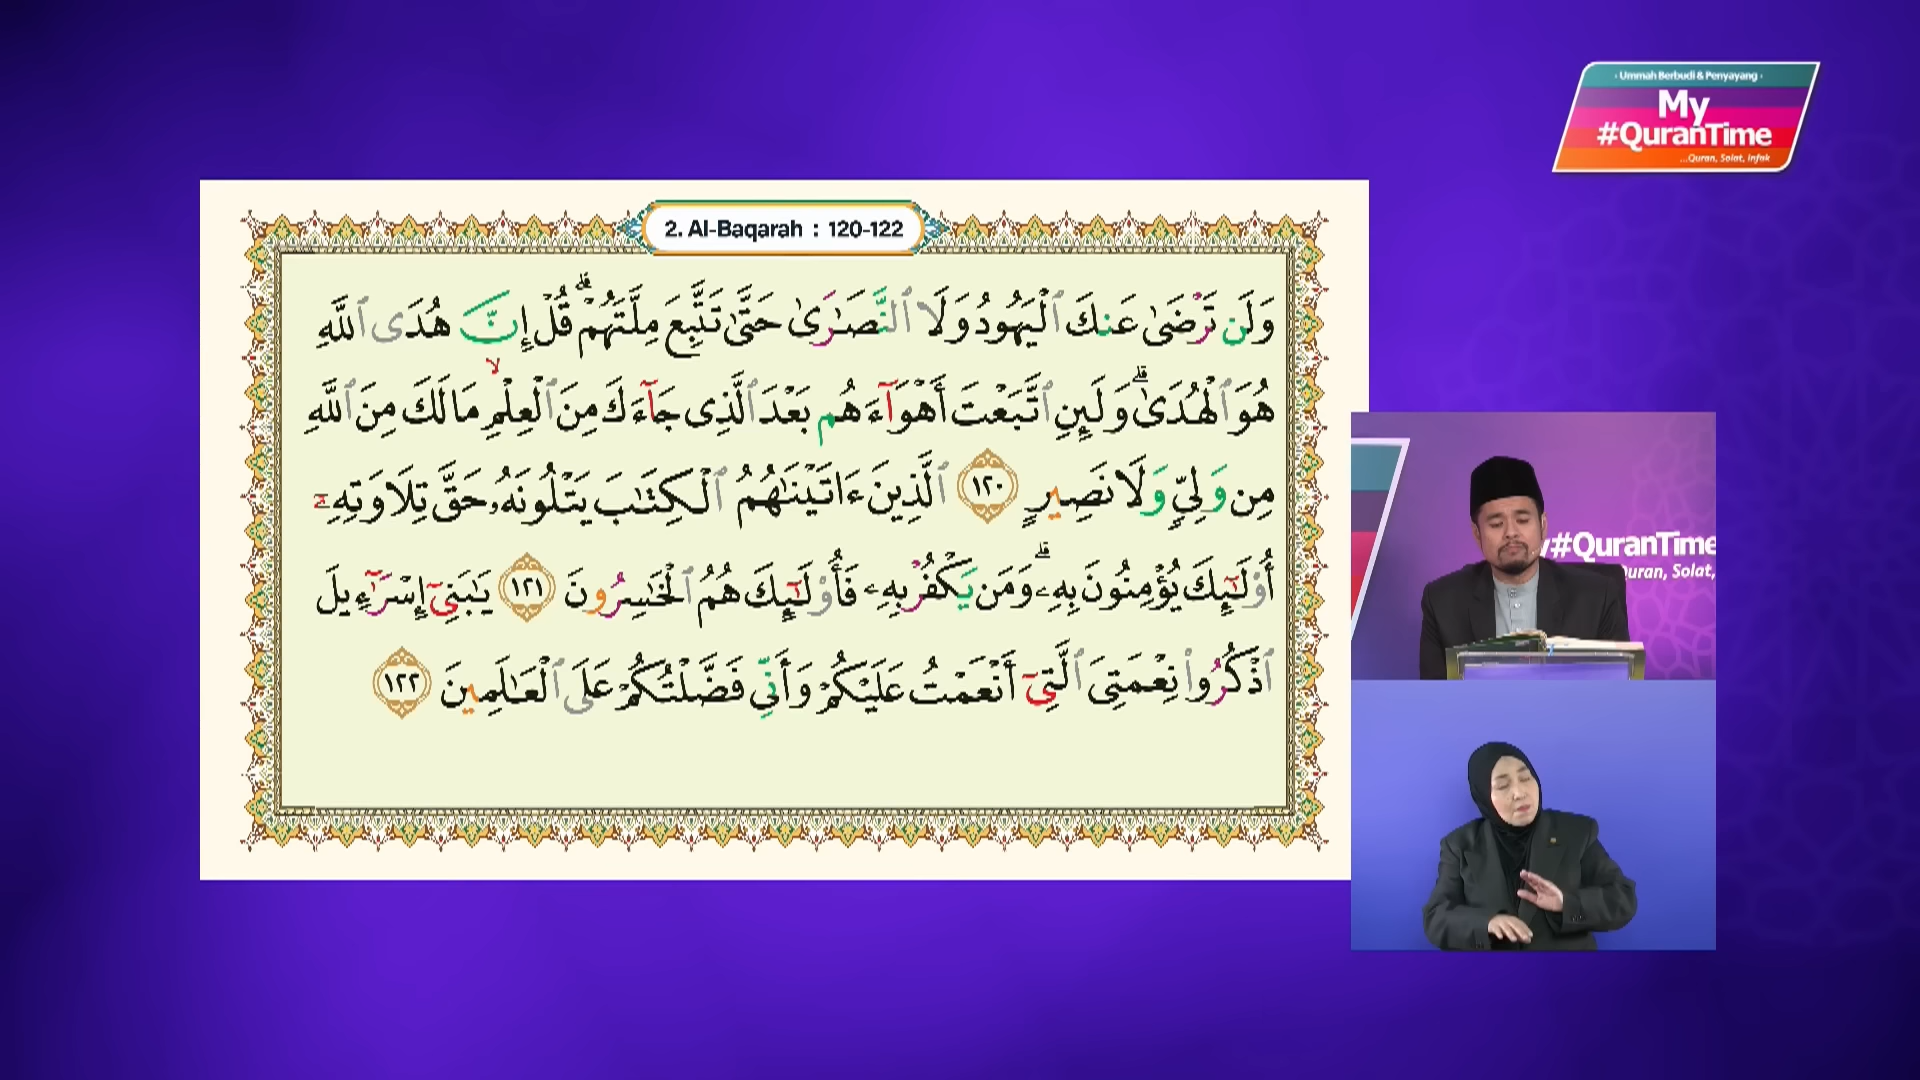 · Ummah Berbudi & Penyayang ·
My
#QuranTime
...Quran, Solat, Infak
2. Al-Baqarah : 120-122
وَلَن تَرْضَىٰ عَنكَ ٱلْيَهُودُ وَلَا ٱلنَّصَـٰرَىٰ حَتَّىٰ تَتَّبِعَ مِلَّتَهُمْ ۗ قُلْ إِنَّ هُدَى ٱللَّهِ
هُوَ ٱلْهُدَىٰ ۗ وَلَئِنِ ٱتَّبَعْتَ أَهْوَآءَهُم بَعْدَ ٱلَّذِى جَآءَكَ مِنَ ٱلْعِلْمِ ۙ مَا لَكَ مِنَ ٱللَّهِ
مِن وَلِىٍّ وَلَا نَصِيرٍ ١٢٠ ٱلَّذِينَ ءَاتَيْنَـٰهُمُ ٱلْكِتَـٰبَ يَتْلُونَهُۥ حَقَّ تِلَاوَتِهِۦٓ
أُو۟لَـٰٓئِكَ يُؤْمِنُونَ بِهِۦ ۗ وَمَن يَكْفُرْ بِهِۦ فَأُو۟لَـٰٓئِكَ هُمُ ٱلْخَـٰسِرُونَ ١٢١ يَـٰبَنِىٓ إِسْرَٰٓءِيلَ
ٱذْكُرُوا۟ نِعْمَتِىَ ٱلَّتِىٓ أَنْعَمْتُ عَلَيْكُمْ وَأَنِّى فَضَّلْتُكُمْ عَلَى ٱلْعَـٰلَمِينَ ١٢٢
y#QuranTime
Quran, Solat,